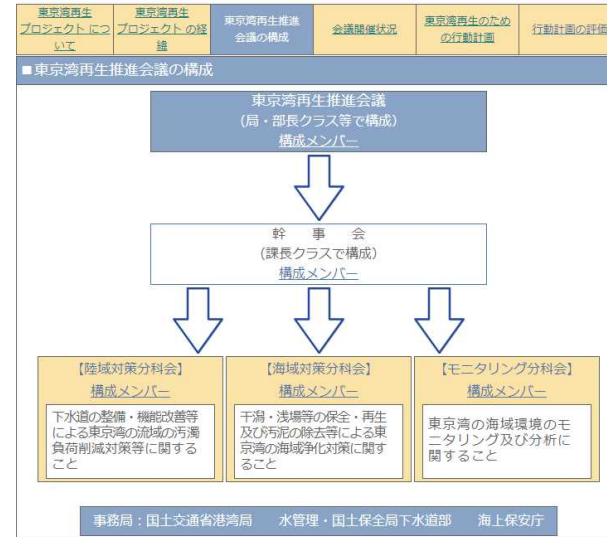 東京湾再生
プロジェクト につ
いて
東京湾再生
プロジェクト の経
緯
東京湾再生推進
会議の構成
会議開催状況
東京湾再生のため
の行動計画
行動計画の評価
■東京湾再生推進会議の構成
東京湾再生推進会議
(局・部長クラス等で構成)
構成メンバー
幹 事 会
(課長クラスで構成)
構成メンバー
【陸域対策分科会】
構成メンバー
下水道の整備・機能改善等
による東京湾の流域の汚濁
負荷削減対策等に関する
こと
【海域対策分科会】
構成メンバー
干潟・浅場等の保全・再生
及び汚泥の除去等による東
京湾の海域浄化対策に関す
ること
【モニタリング分科会】
構成メンバー
東京湾の海域環境のモ
ニタリング及び分析に
関すること
事務局：国土交通省港湾局 水管理・国土保全局下水道部 海上保安庁